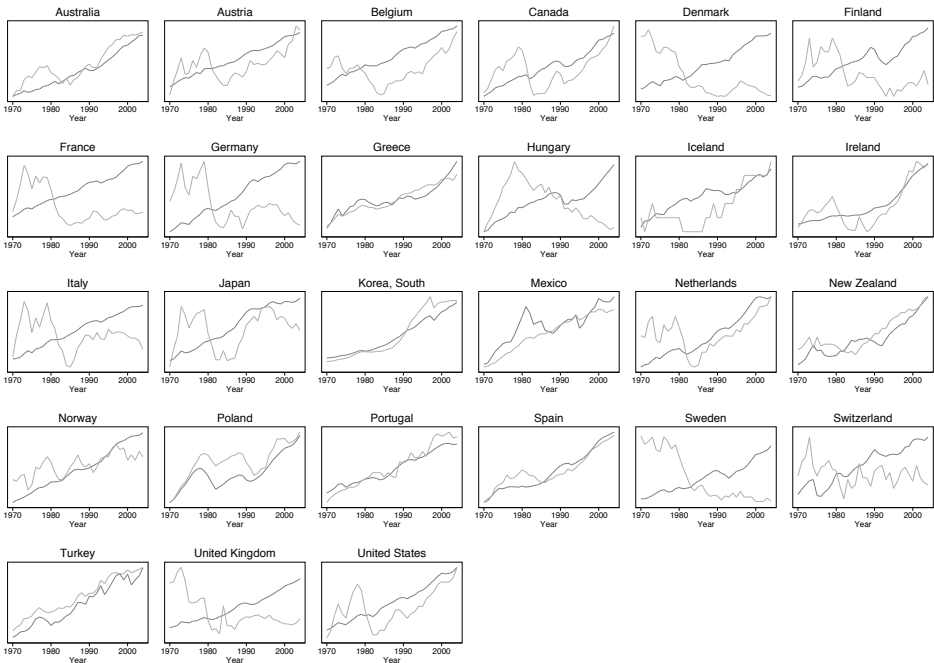 Australia Austria Belgium Canada Denmark Finland
1970 1980 1990 2000 1970 1980 1990 2000 1970 1980 1990 2000 1970 1980 1990 2000 1970 1980 1990 2000 1970 1980 1990 2000
Year Year Year Year Year Year
France Germany Greece Hungary Iceland Ireland
1970 1980 1990 2000 1970 1980 1990 2000 1970 1980 1990 2000 1970 1980 1990 2000 1970 1980 1990 2000 1970 1980 1990 2000
Year Year Year Year Year Year
Italy Japan Korea, South Mexico Netherlands New Zealand
1970 1980 1990 2000 1970 1980 1990 2000 1970 1980 1990 2000 1970 1980 1990 2000 1970 1980 1990 2000 1970 1980 1990 2000
Year Year Year Year Year Year
Norway Poland Portugal Spain Sweden Switzerland
1970 1980 1990 2000 1970 1980 1990 2000 1970 1980 1990 2000 1970 1980 1990 2000 1970 1980 1990 2000 1970 1980 1990 2000
Year Year Year Year Year Year
Turkey United Kingdom United States
1970 1980 1990 2000 1970 1980 1990 2000 1970 1980 1990 2000
Year Year Year